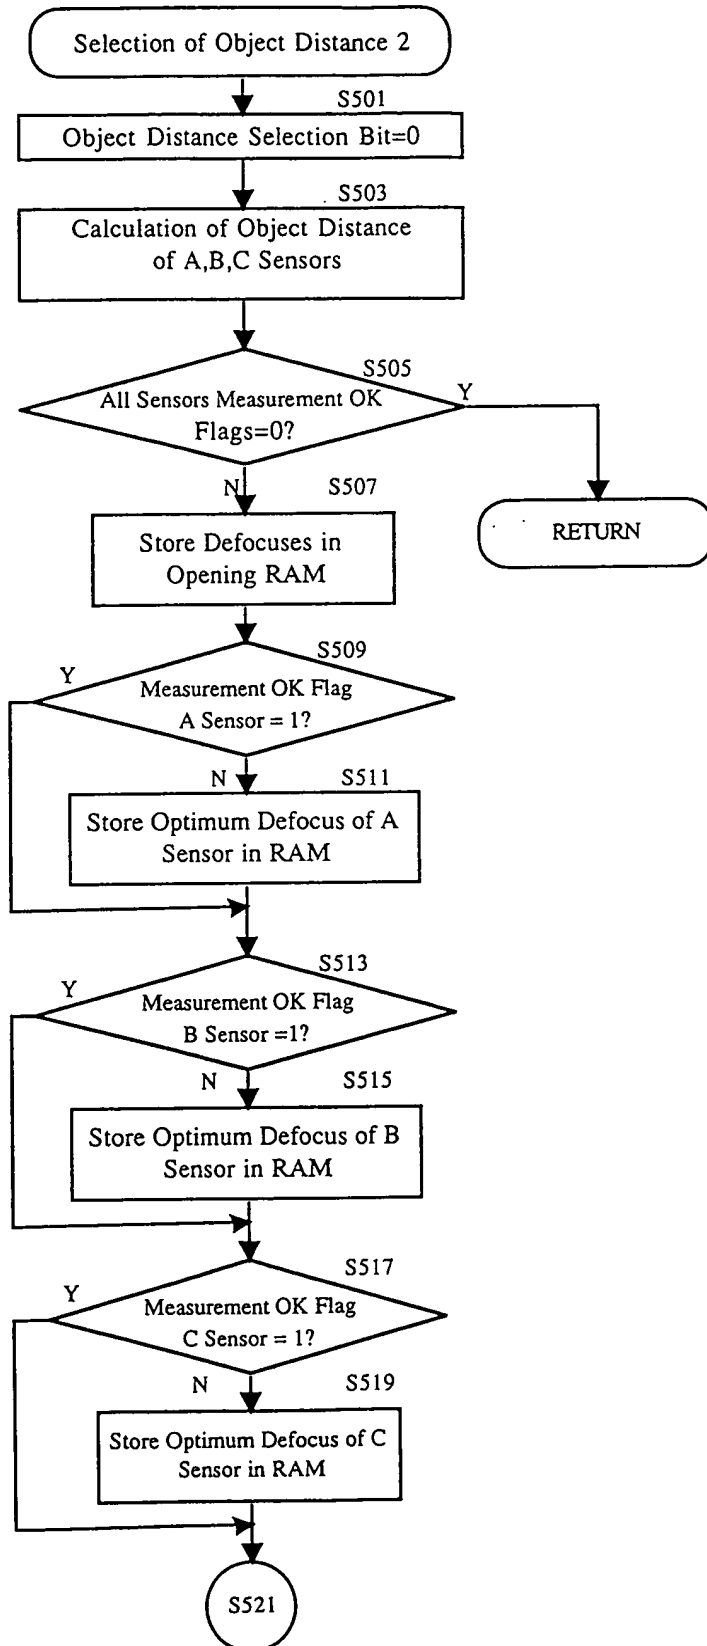 Selection of Object Distance 2
S501
Object Distance Selection Bit=0
S503
Calculation of Object Distance
of A,B,C Sensors
S505
Y
All Sensors Measurement OK
Flags=0?
N
S507
RETURN
Store Defocuses in
Opening RAM
S509
Y
Measurement OK Flag
A Sensor = 1?
N
S511
Store Optimum Defocus of A
Sensor in RAM
S513
Y
Measurement OK Flag
B Sensor =1?
N
S515
Store Optimum Defocus of B
Sensor in RAM
S517
Y
Measurement OK Flag
C Sensor = 1?
N
S519
Store Optimum Defocus of C
Sensor in RAM
S521